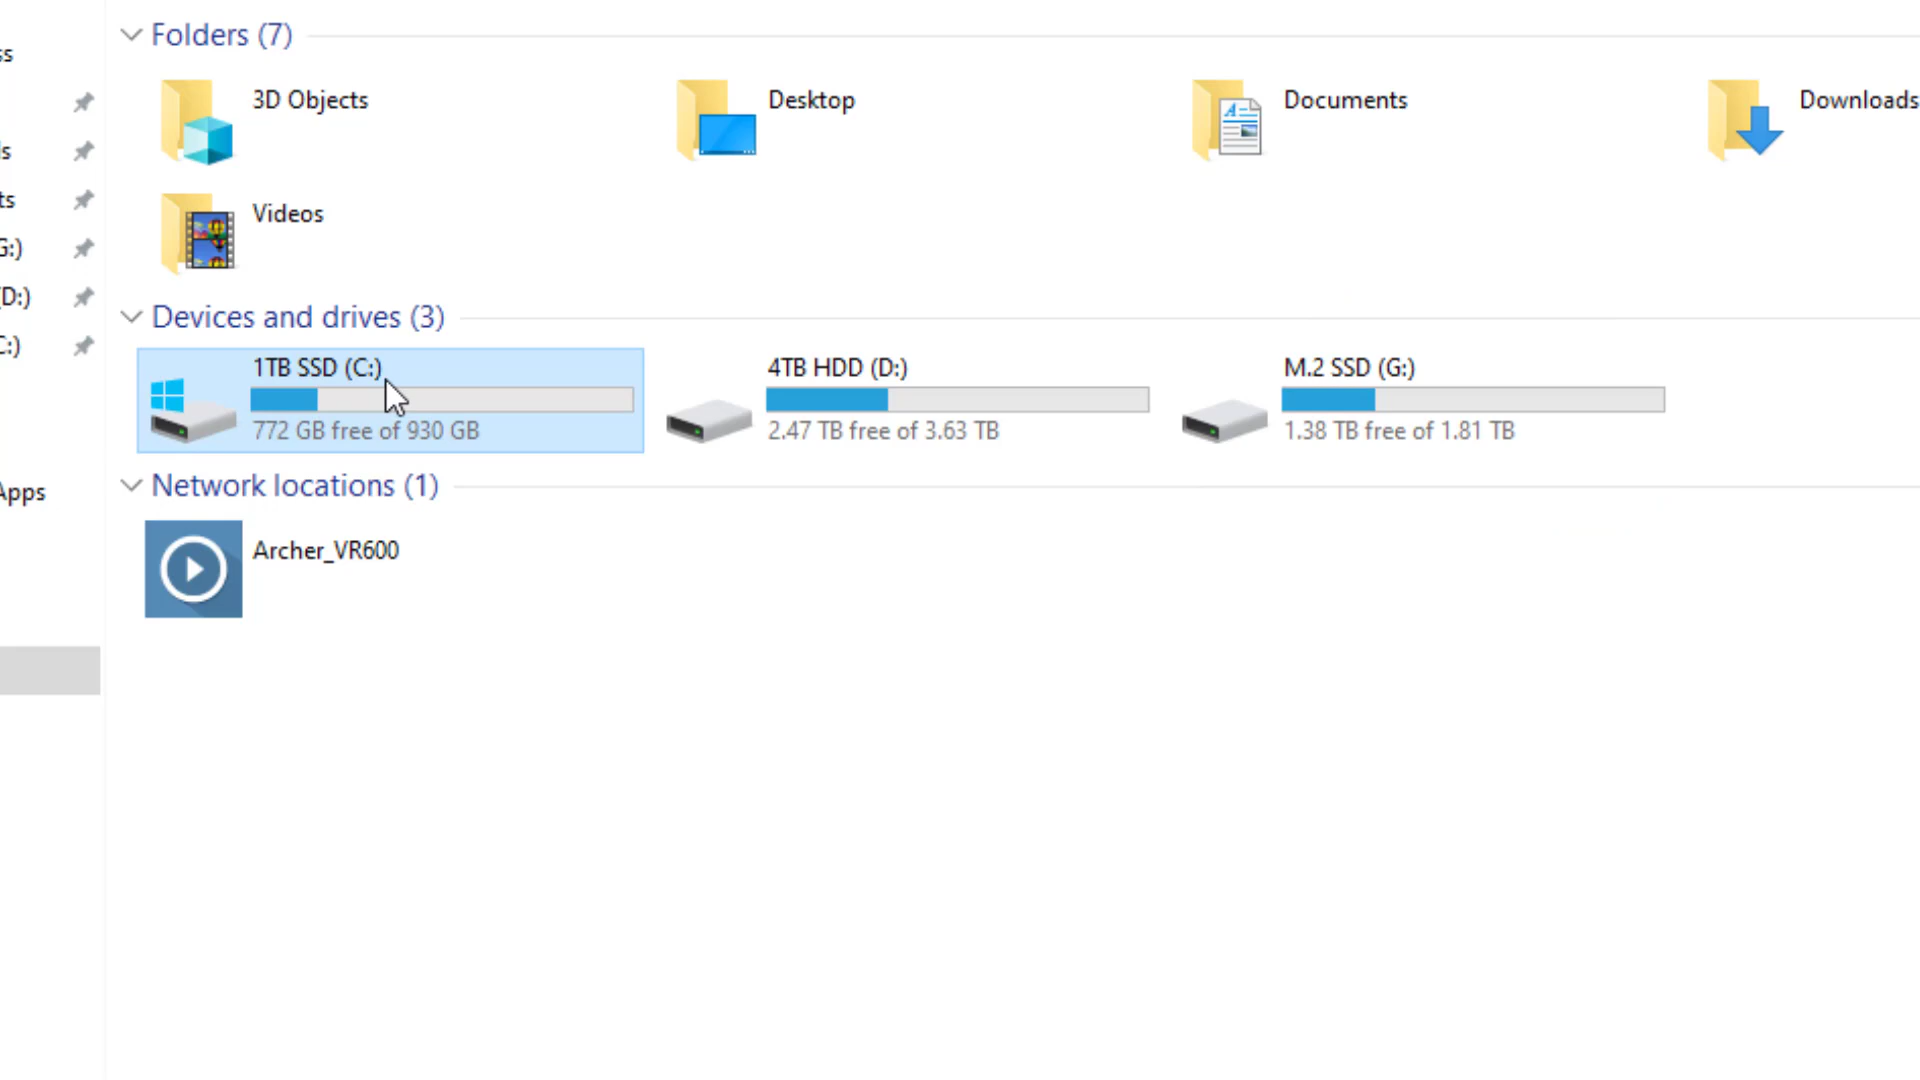 Folders (7)
3D Objects
Desktop
Documents
Downloads
Videos
G:)
D:)
Devices and drives (3)
1TB SSD (C:)
4TB HDD (D:)
M.2 SSD (G:)
772 GB free of 930 GB
2.47 TB free of 3.63 TB
1.38 TB free of 1.81 TB
Network locations (1)
Apps
Archer_VR600